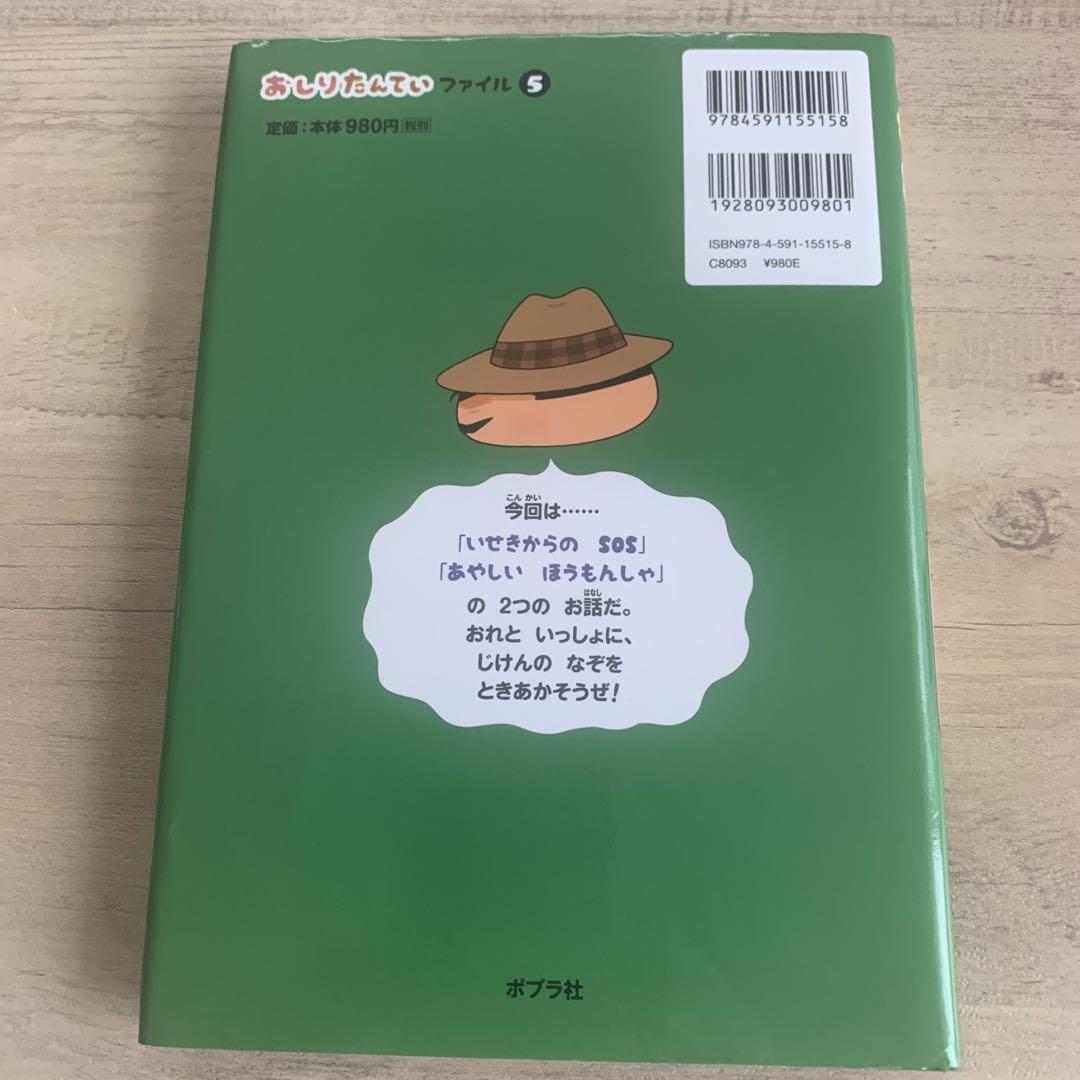 おしりたんてい ファイル 5
定価：本体980円 税別
9784591155158
1928093009801
ISBN978-4-591-15515-8
C8093 ¥980E
こん かい
今回は……
「いせきからの SOS」
「あやしい ほうもんしゃ」
はなし
の 2つの お話だ。
おれと いっしょに、
じけんの なぞを
ときあかそうぜ！
ポプラ社